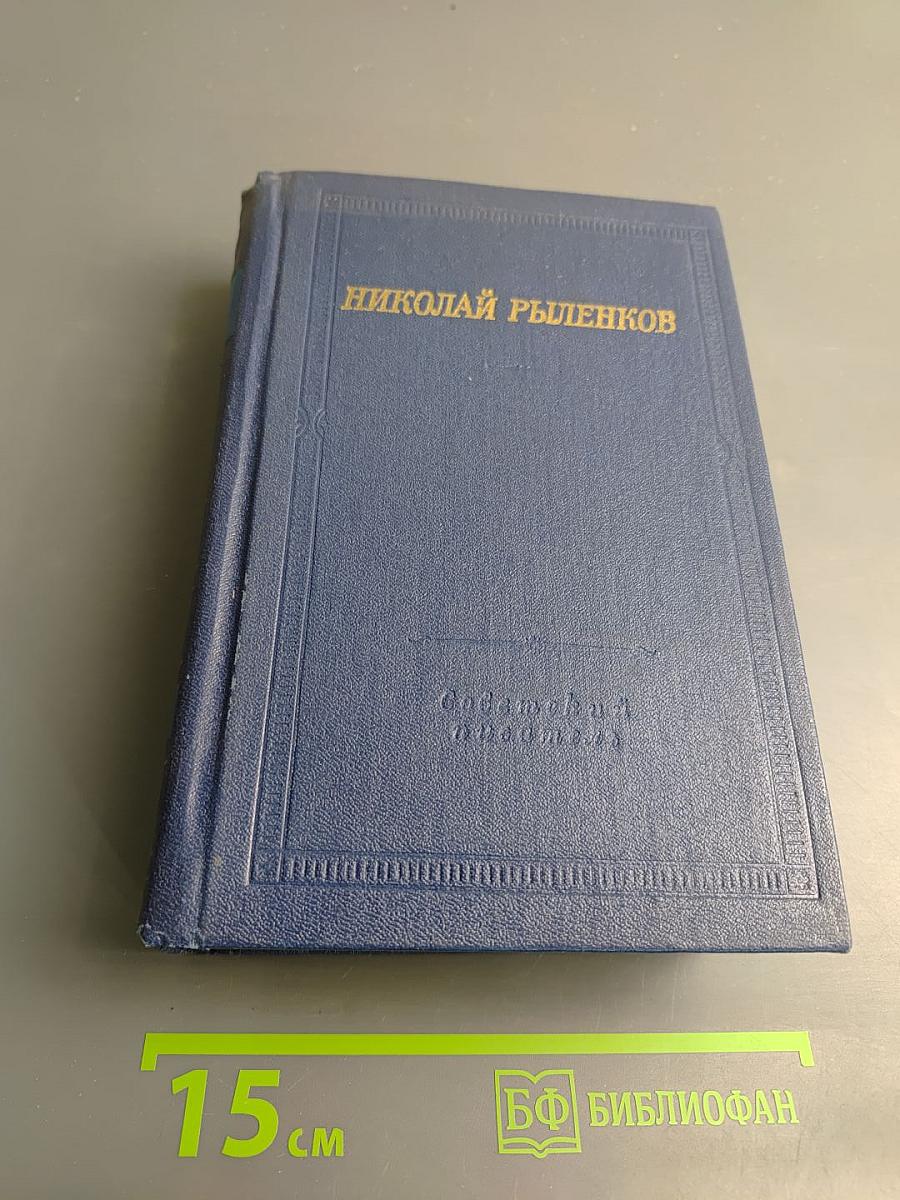 НИКОЛАЙ РЫЛЕНКОВ
Советский
писатель
15 см
БФ БИБЛИОФАН